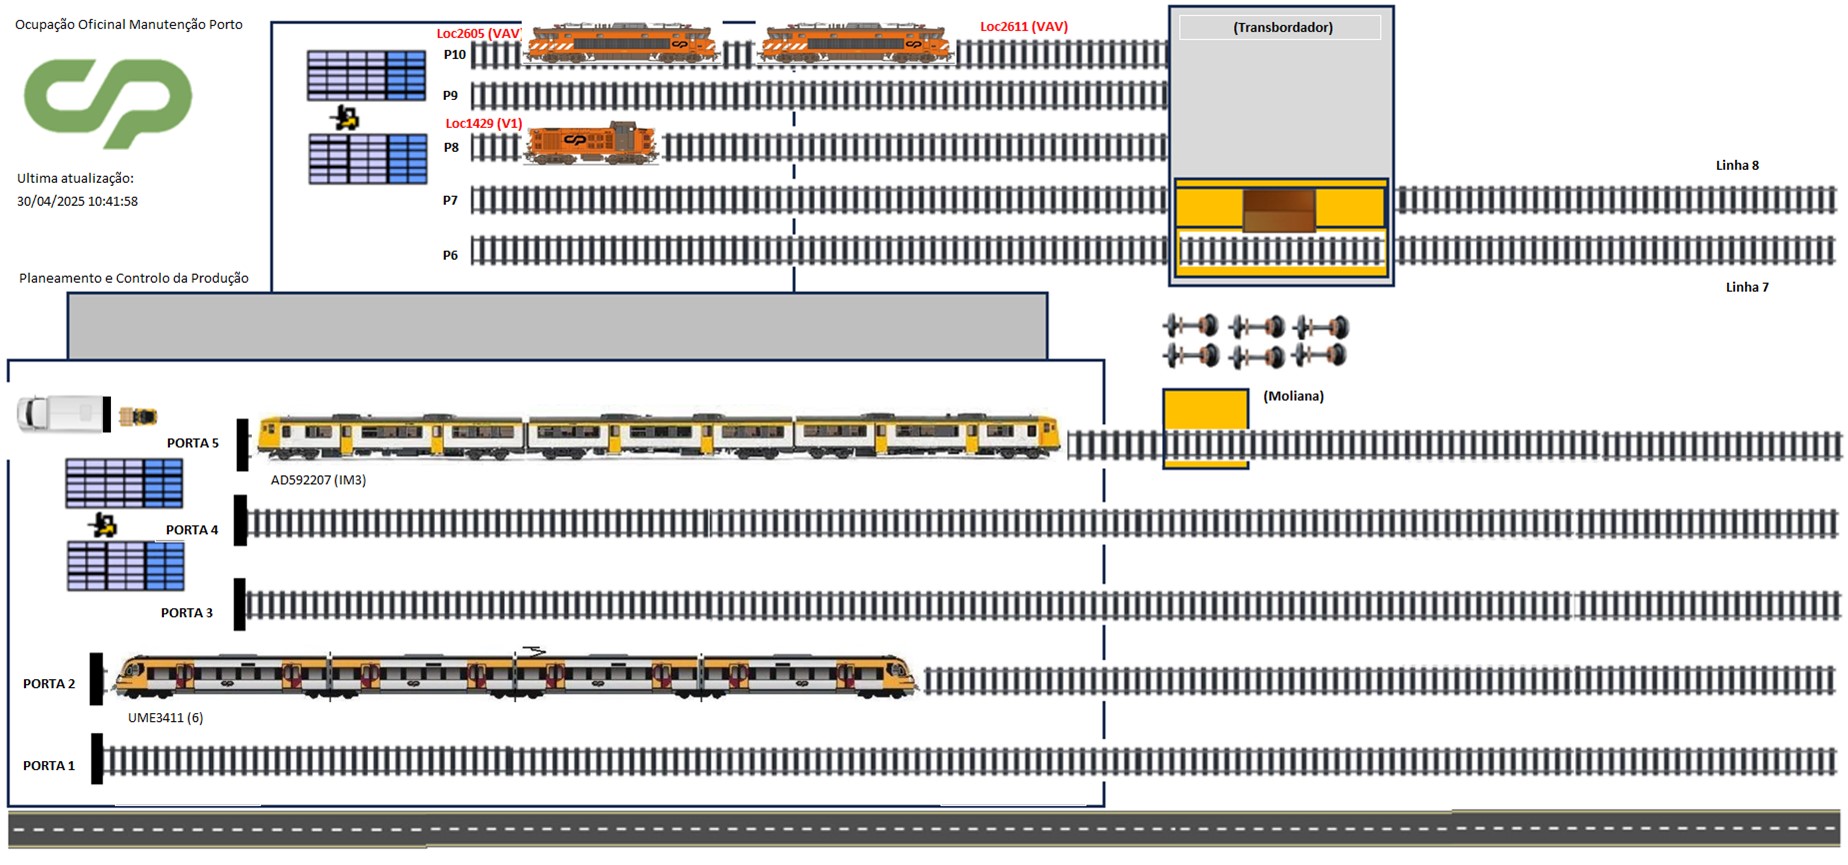 Ocupação Oficinal Manutenção Porto
CP
Ultima atualização:
30/04/2025 10:41:58
Planeamento e Controlo da Produção
Loc2605 (VAV)
Loc2611 (VAV)
P10
P9
Loc1429 (V1)
P8
P7
P6
(Transbordador)
Linha 8
Linha 7
(Moliana)
PORTA 5
AD592207 (IM3)
PORTA 4
PORTA 3
PORTA 2
UME3411 (6)
PORTA 1